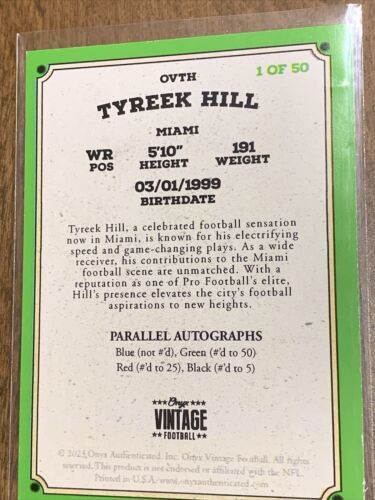 OVTH
1 OF 50
TYREEK HILL
MIAMI
WR
POS
5'10"
HEIGHT
191
WEIGHT
03/01/1999
BIRTHDATE
Tyreek Hill, a celebrated football sensation
now in Miami, is known for his electrifying
speed and game-changing plays. As a wide
receiver, his contributions to the Miami
football scene are unmatched. With a
reputation as one of Pro Football's elite,
Hill's presence elevates the city's football
aspirations to new heights.
PARALLEL AUTOGRAPHS
Blue (not #'d), Green (#'d to 50)
Red (#'d to 25), Black (#'d to 5)
Onyx
VINTAGE
FOOTBALL
Onyx Authenticated, Inc. Onyx Vintage Football. All rights
reserved. This product is not endorsed or affiliated with the NFL.
Printed in U.S.A. www.onyxauthenticated.com